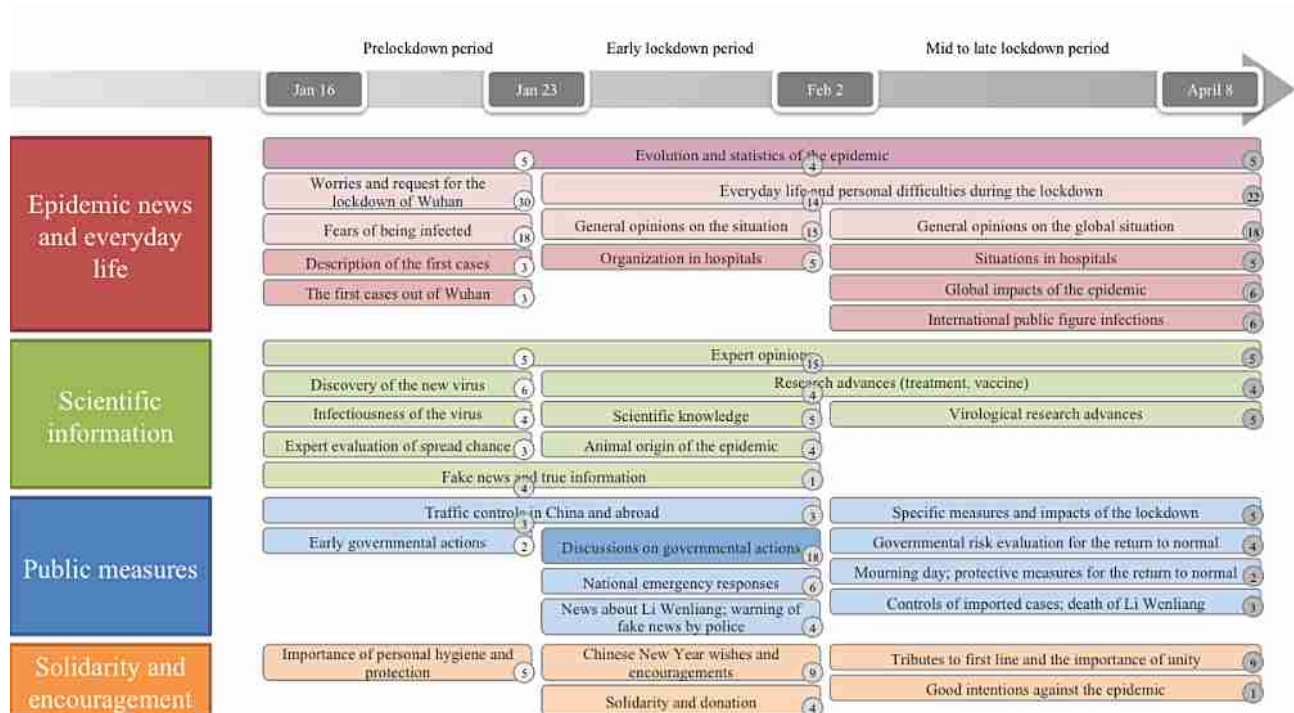 Prelockdown period
Early lockdown period
Mid to late lockdown period
Jan 16
Jan 23
Feb 2
April 8
Epidemic news
and everyday
life
Evolution and statistics of the epidemic
5
4
5
Worries and request for the
lockdown of Wuhan
30
Everyday life and personal difficulties during the lockdown
14
22
Fears of being infected
18
General opinions on the situation
15
General opinions on the global situation
18
Description of the first cases
3
Organization in hospitals
5
Situations in hospitals
5
The first cases out of Wuhan
3
Global impacts of the epidemic
6
International public figure infections
6
Scientific
information
Expert opinion
5
15
5
Discovery of the new virus
6
Research advances (treatment, vaccine)
4
4
Infectiousness of the virus
4
Scientific knowledge
5
Virological research advances
5
Expert evaluation of spread chance
3
Animal origin of the epidemic
4
Fake news and true information
4
1
Public measures
Traffic controls in China and abroad
3
3
Specific measures and impacts of the lockdown
5
Early governmental actions
2
Discussions on governmental actions
18
Governmental risk evaluation for the return to normal
4
National emergency responses
6
Mourning day; protective measures for the return to normal
2
News about Li Wenliang; warning of
fake news by police
4
Controls of imported cases; death of Li Wenliang
3
Solidarity and
encouragement
Importance of personal hygiene and
protection
5
Chinese New Year wishes and
encouragements
9
Tributes to first line and the importance of unity
Solidarity and donation
4
Good intentions against the epidemic
1